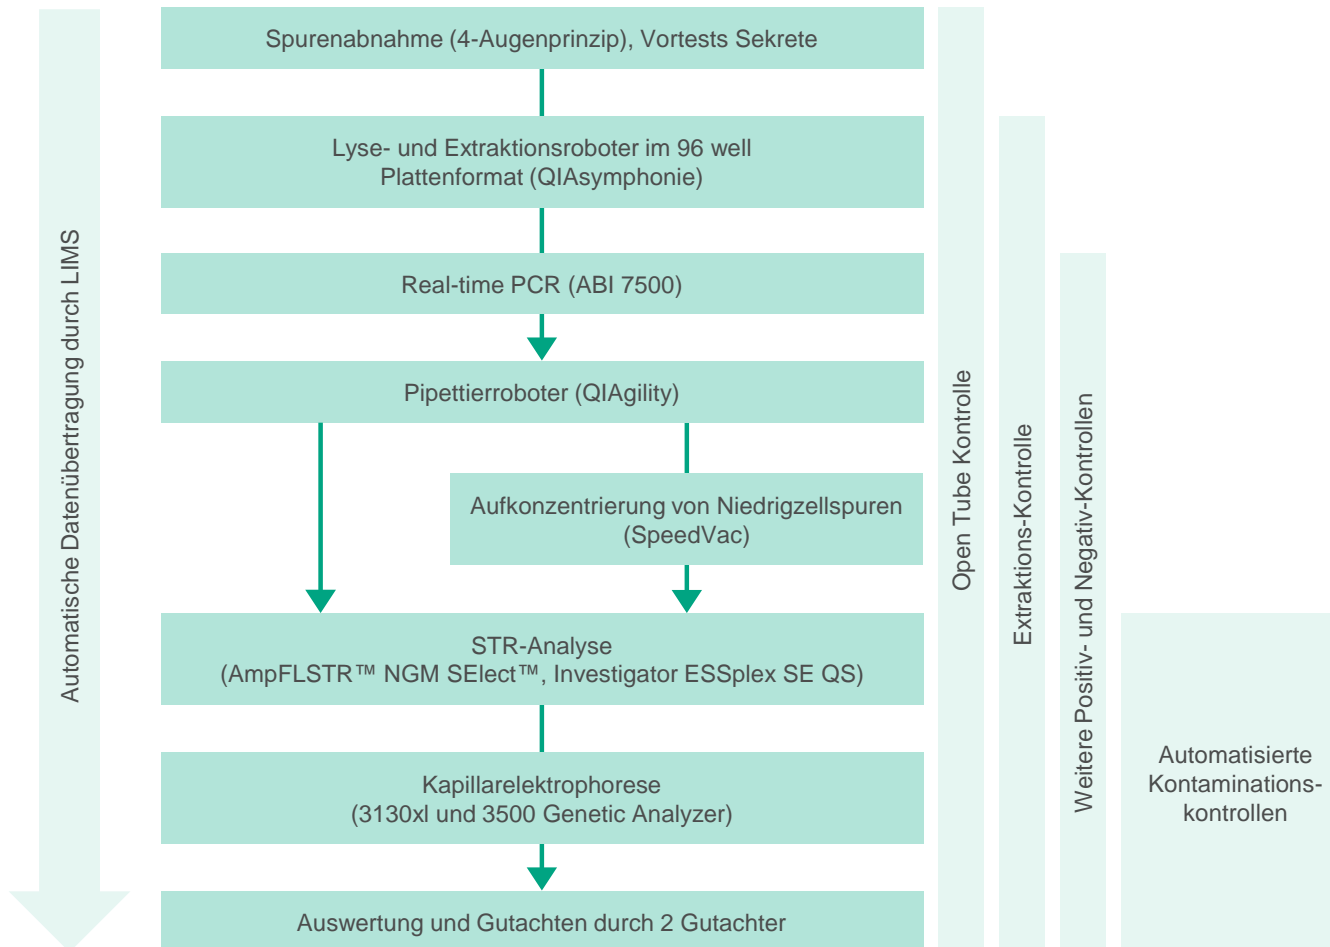 Spurenabnahme (4-Augenprinzip), Vortests Sekrete
Lyse- und Extraktionsroboter im 96 well
Plattenformat (QIAsymphonie)
Real-time PCR (ABI 7500)
Pipettierroboter (QIAgility)
Aufkonzentrierung von Niedrigzellspuren
(SpeedVac)
STR-Analyse
(AmpFLSTR™ NGM SElect™, Investigator ESSplex SE QS)
Kapillarelektrophorese
(3130xl und 3500 Genetic Analyzer)
Auswertung und Gutachten durch 2 Gutachter
Automatische Datenübertragung durch LIMS
Open Tube Kontrolle
Extraktions-Kontrolle
Weitere Positiv- und Negativ-Kontrollen
Automatisierte
Kontaminations-
kontrollen